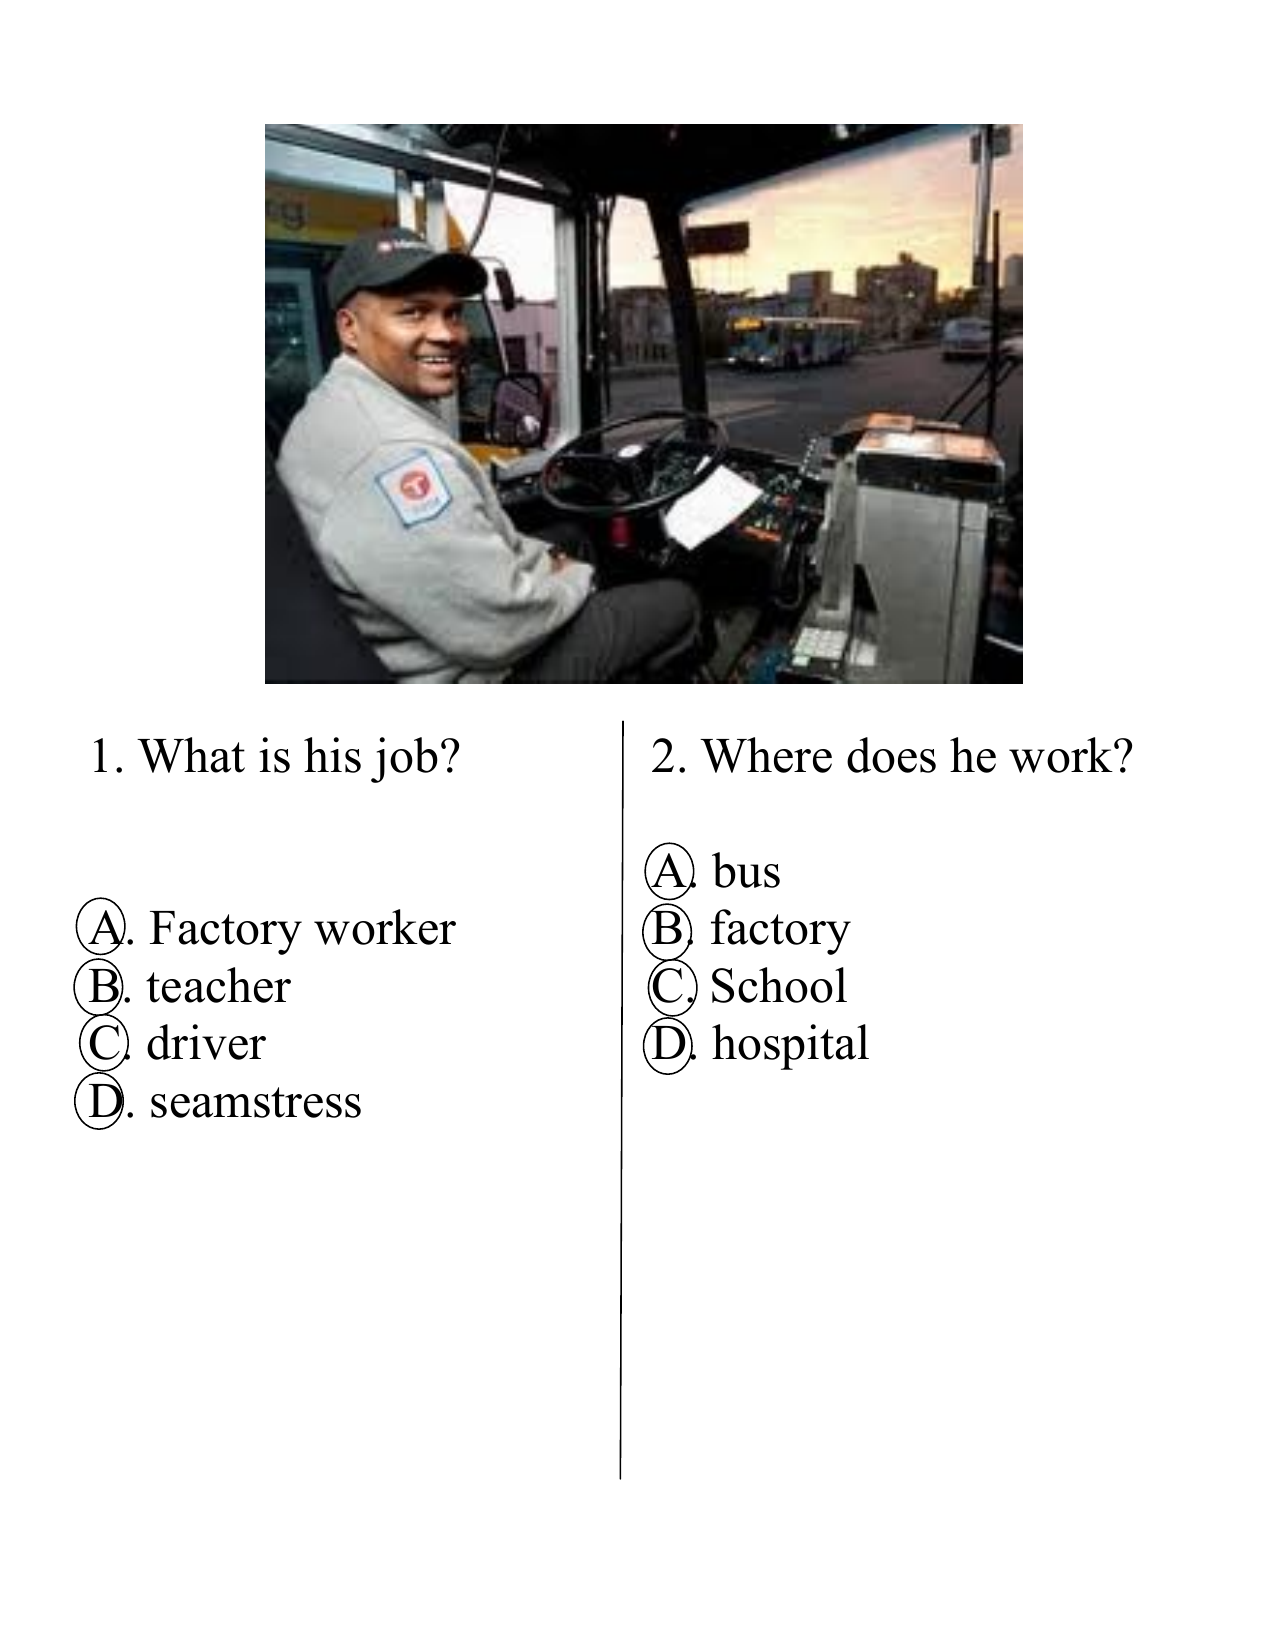 1. What is his job?
A. Factory worker
B. teacher
C. driver
D. seamstress
2. Where does he work?
A. bus
B. factory
C. School
D. hospital